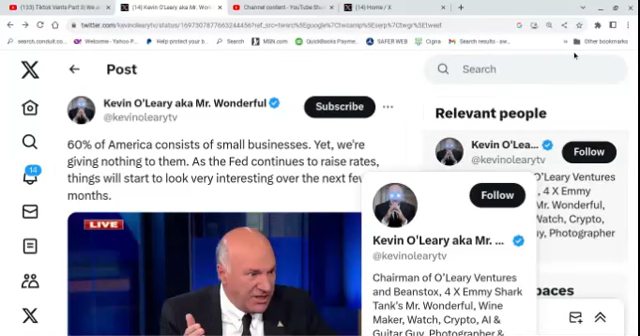 (133) Tiktok Vants Part 3) We O
(14) Kevin O'Leary aka Mr. Won
Channel content - YouTube Stu
(14) Home / X
twitter.com/kevinolearytv/status/
Welcome - Yahoo
Help protect your b
Search
MSN.com
QuickBooks Payme
SAFER WEB
Cigna
Search results - sw
Other bookmarks
Post
Search
Kevin O'Leary aka Mr. Wonderful
@kevinolearytv
Subscribe
60% of America consists of small businesses. Yet, we're
giving nothing to them. As the Fed continues to raise rates,
things will start to look very interesting over the next few
months.
LIVE
14
Relevant people
Kevin O'Lea...
@kevinolearytv
Follow
O'Leary Ventures
, 4 X Emmy
Mr. Wonderful,
Watch, Crypto,
y, Photographer
Follow
Kevin O'Leary aka Mr. ...
@kevinolearytv
Chairman of O'Leary Ventures
and Beanstox, 4 X Emmy Shark
Tank's Mr. Wonderful, Wine
Maker, Watch, Crypto, AI &
Guitar Guy, Photographer &
paces